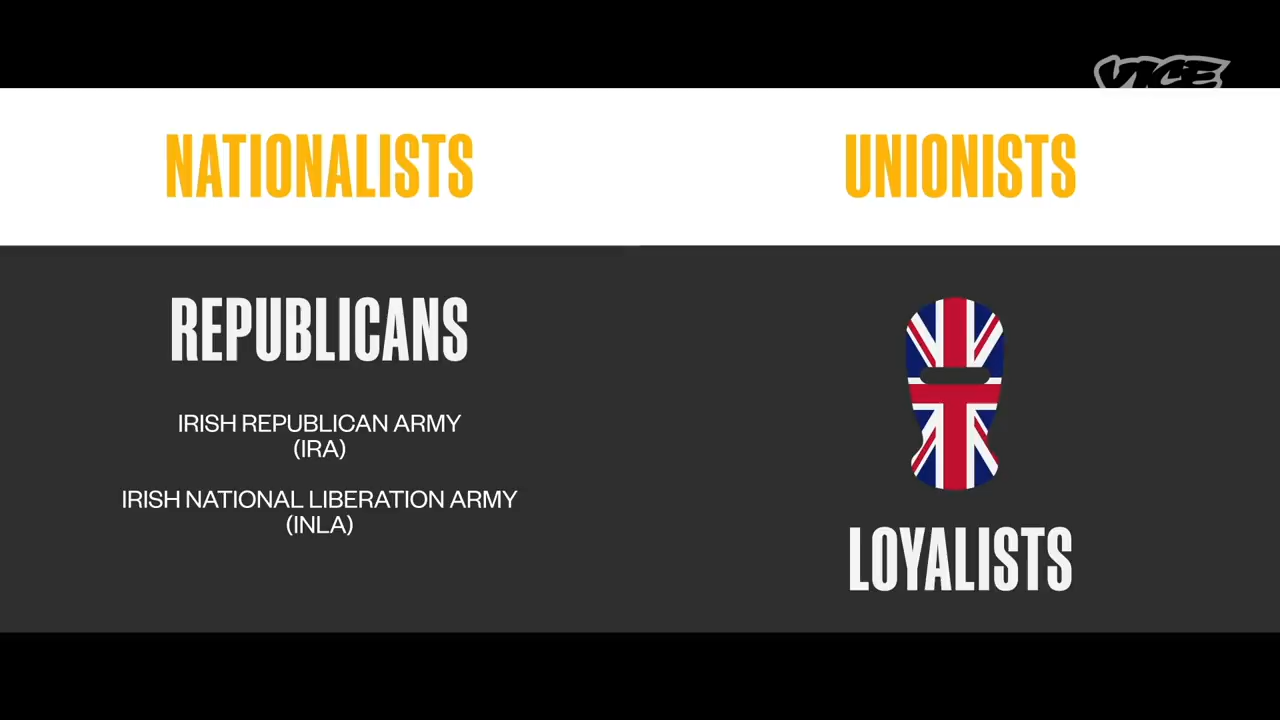 VICE
NATIONALISTS
UNIONISTS
REPUBLICANS
IRISH REPUBLICAN ARMY
(IRA)
IRISH NATIONAL LIBERATION ARMY
(INLA)
LOYALISTS